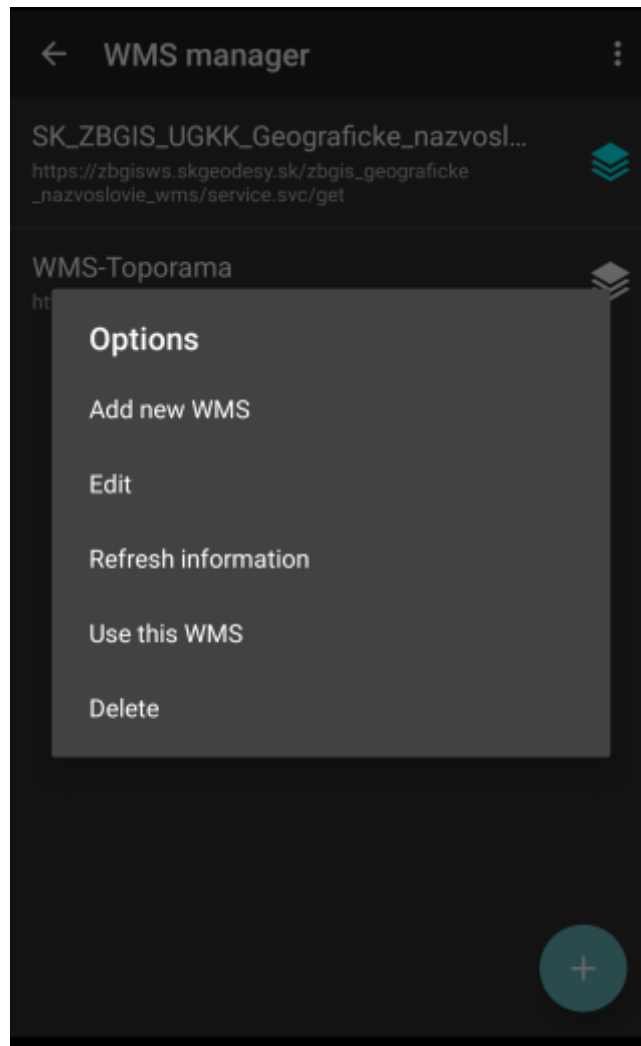 WMS manager
SK_ZBGIS_UGKK_Geograficke_nazvosl...
https://zbgisws.skgeodesy.sk/zbgis_geograficke
_nazvoslovie_wms/service.svc/get
WMS-Toporama
ht
Options
Add new WMS
Edit
Refresh information
Use this WMS
Delete